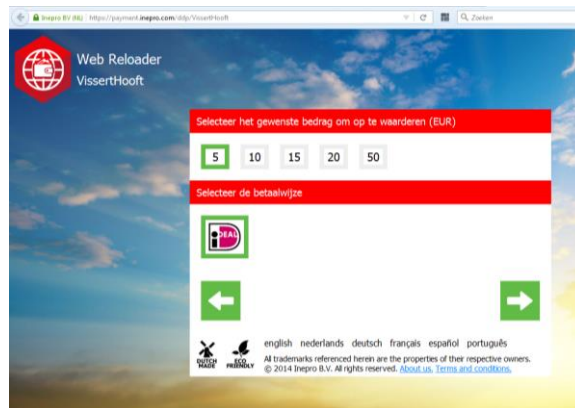 Inepro BV (NL) https://payment.inepro.com/ddp/VissertHooft
Zoeken
Web Reloader
VissertHooft
Selecteer het gewenste bedrag om op te waarderen (EUR)
5 10 15 20 50
Selecteer de betaalwijze
iDEAL
english nederlands deutsch français español português
DUTCH MADE ECO FRIENDLY
All trademarks referenced herein are the properties of their respective owners.
© 2014 Inepro B.V. All rights reserved. About us, Terms and conditions.